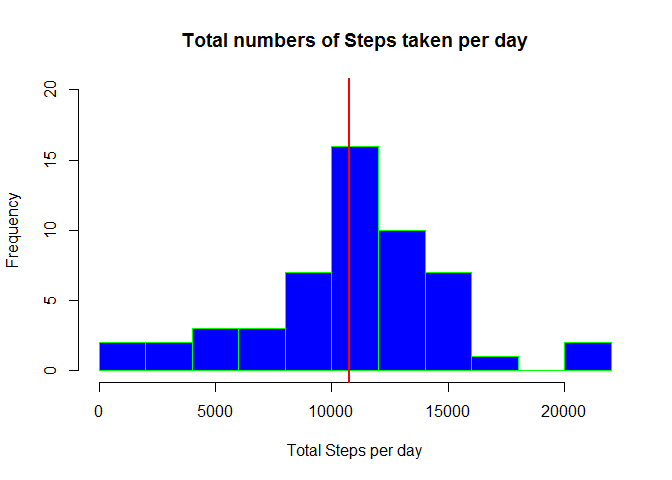 Total numbers of Steps taken per day
Frequency
20
15
10
5
0
0 5000 10000 15000 20000
Total Steps per day